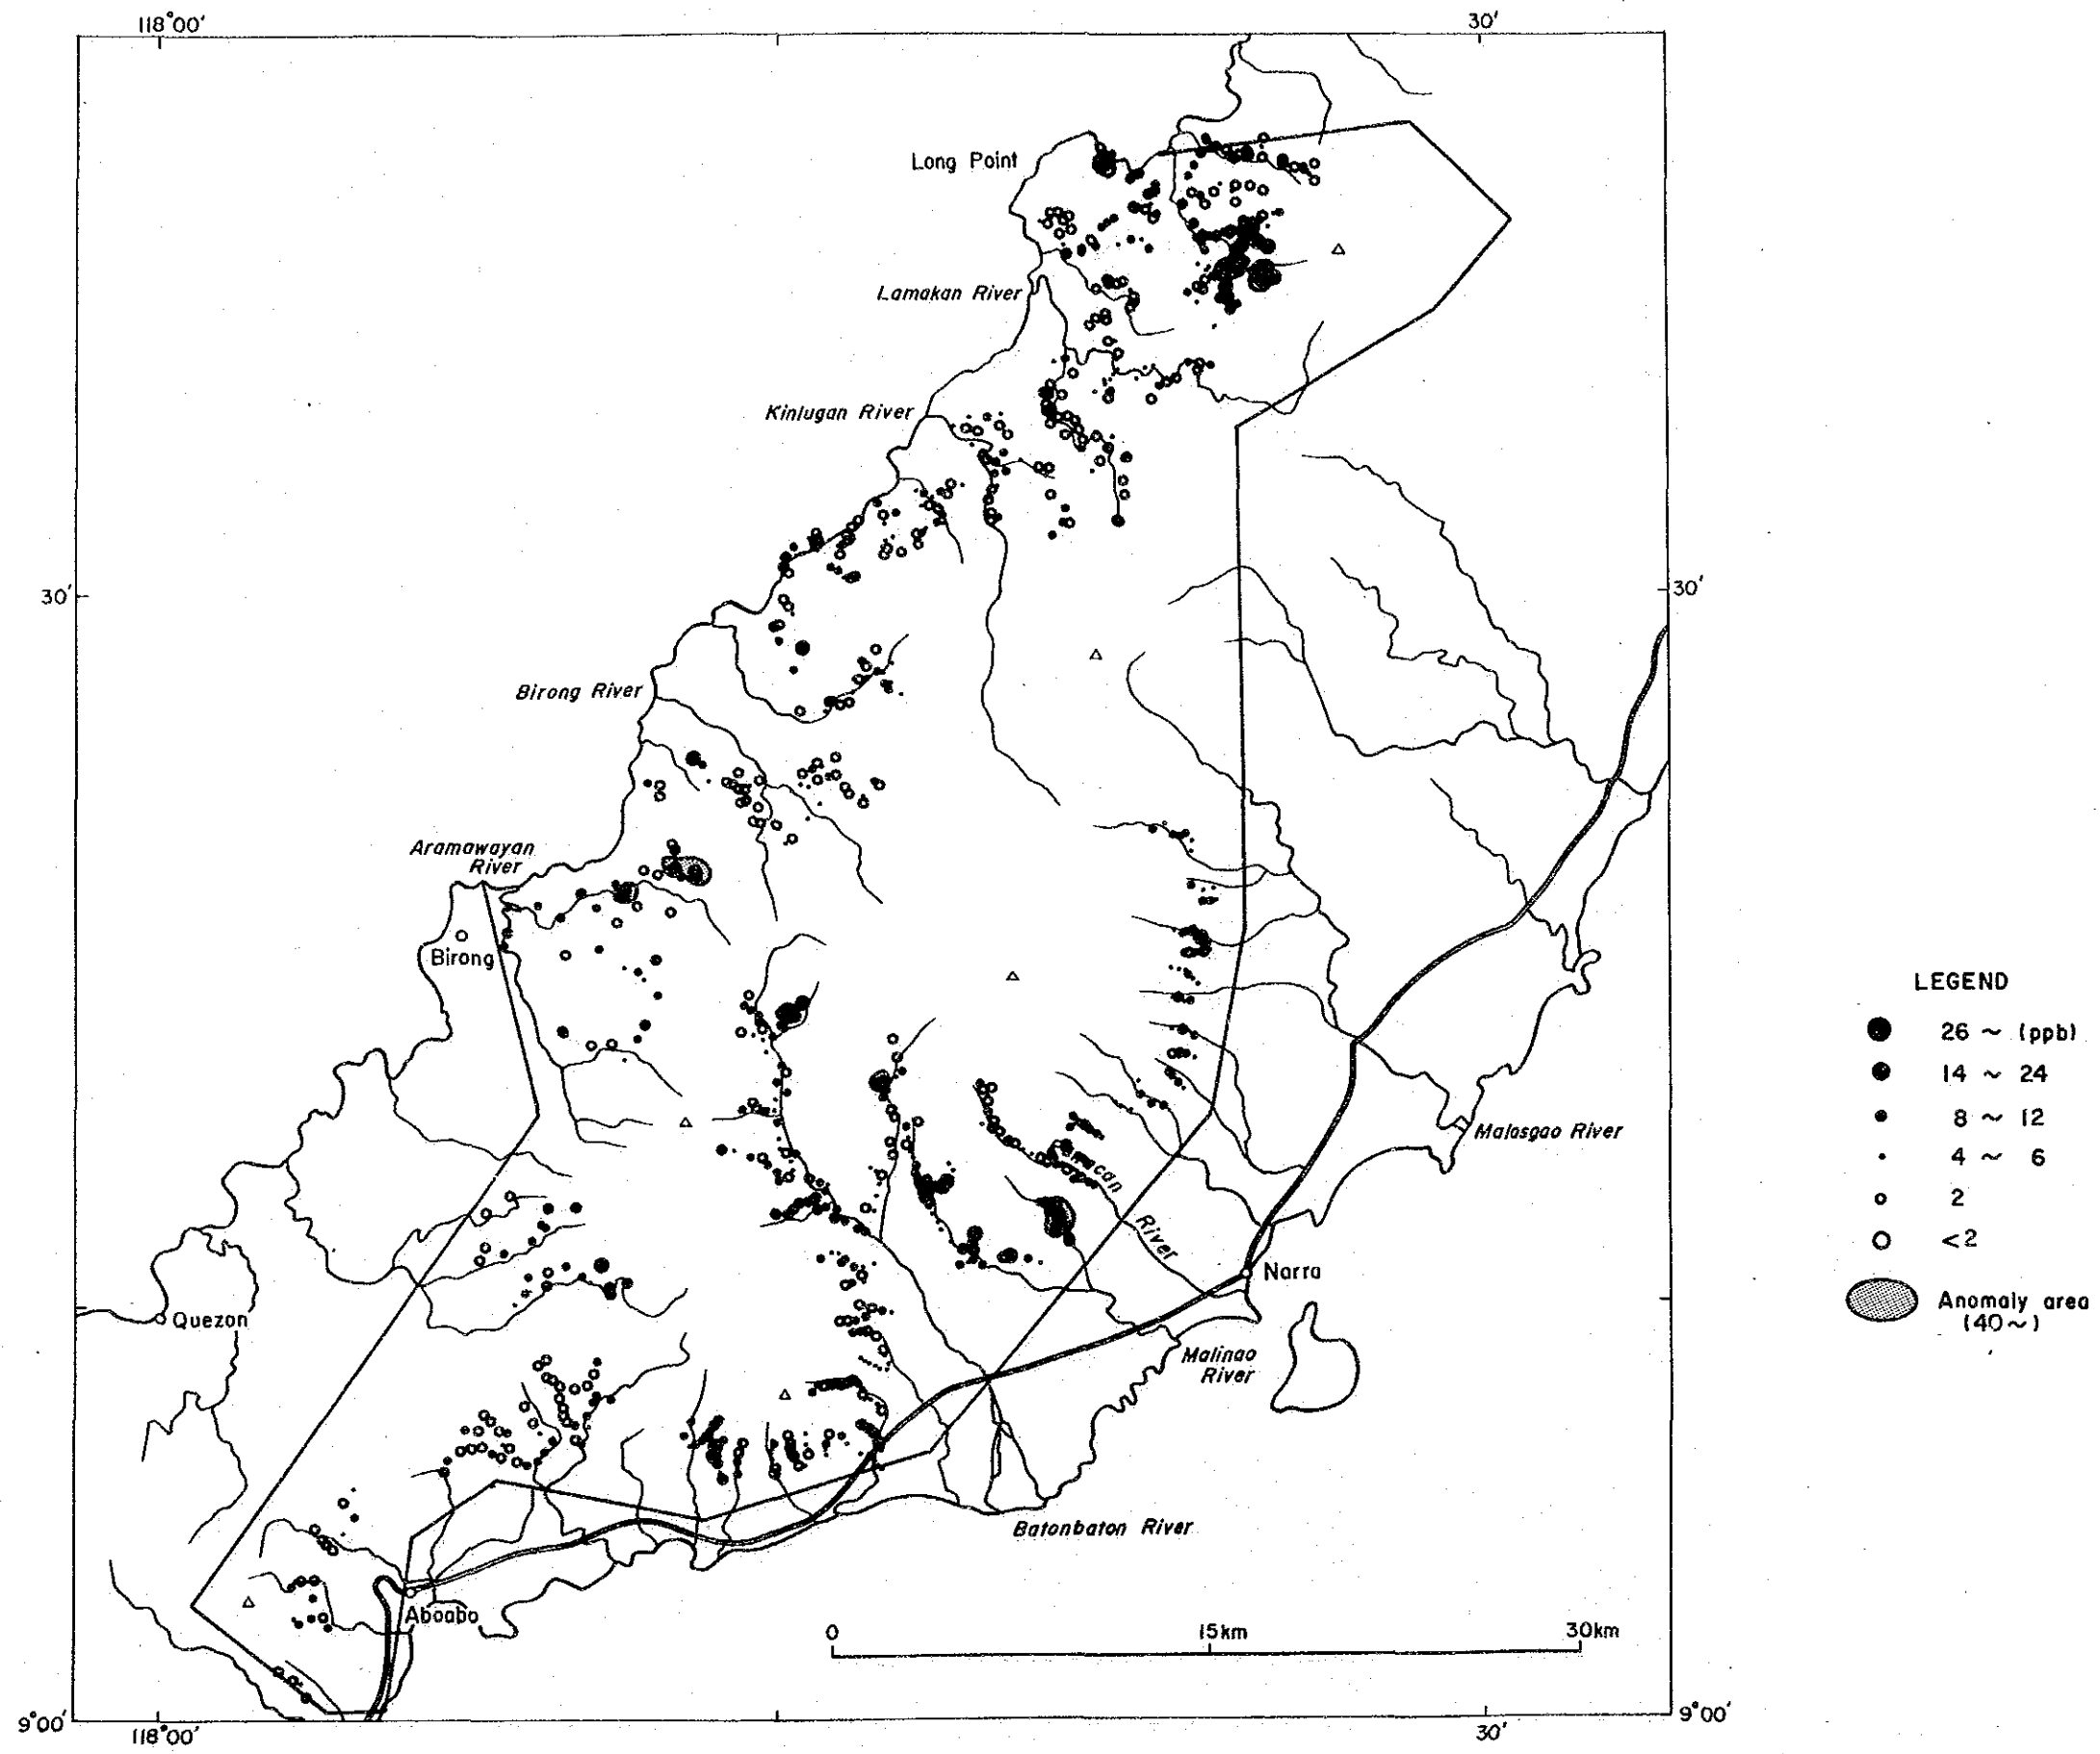 118°00'
30'
Long Point
Lamakan River
Kinlugan River
30'
30'
Birong River
Aramawayan
River
Birong
LEGEND
26 ~ (ppb)
14 ~ 24
8 ~ 12
4 ~ 6
2
<2
Anomaly area
(40~)
Malasgao River
River
Narra
Quezon
Malinao
River
Batonbaton River
Aboabo
0 15km 30km
9°00'
9°00'
118°00'
30'